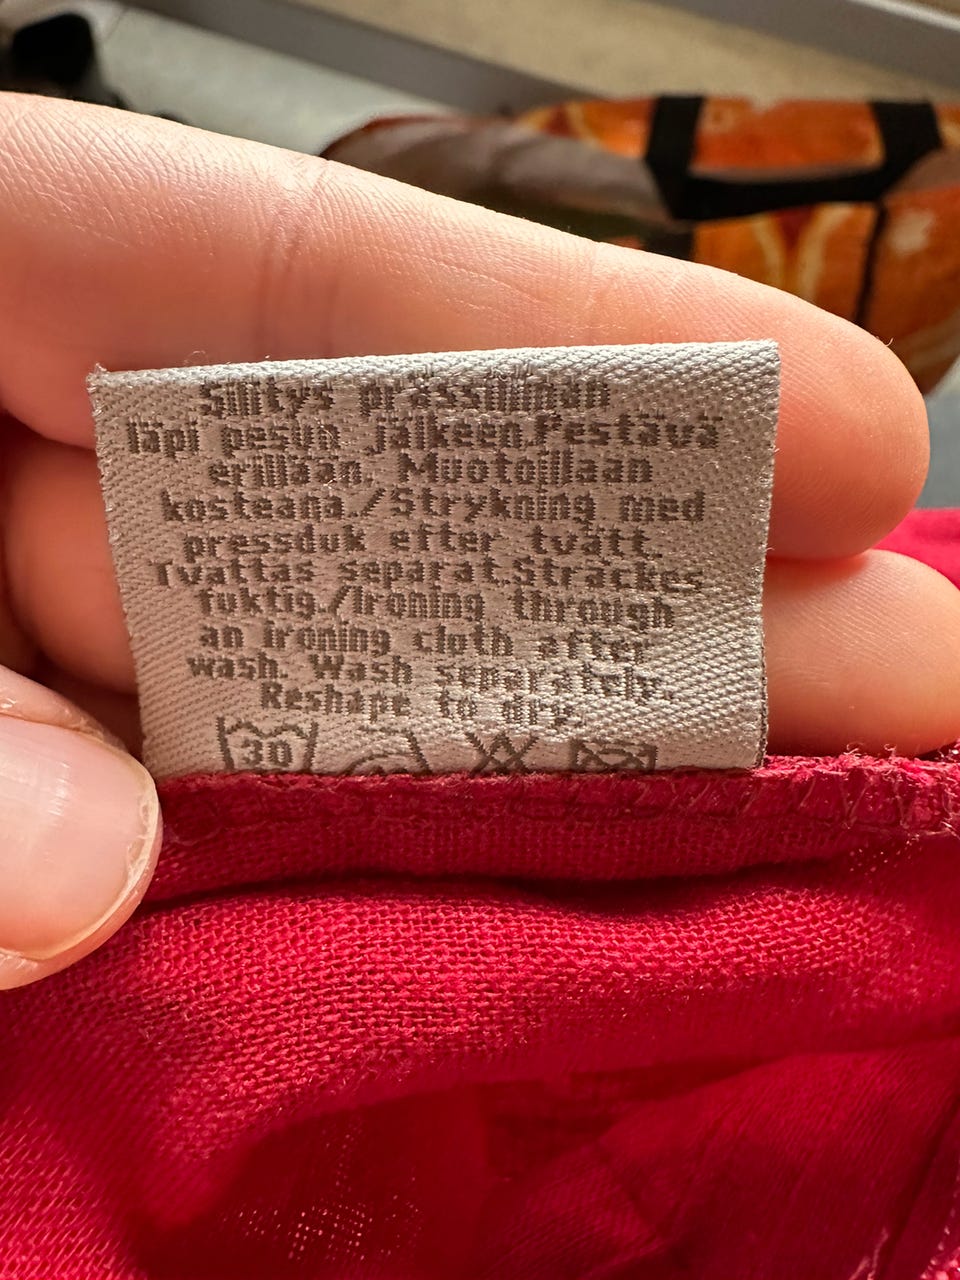 Silitys prässiliinan
läpi pesun jälkeen.Pestävä
erillään. Muotoillaan
kosteana./Strykning med
pressduk efter tvätt.
Tvättas separat.Sträckes
fuktig./Ironing through
an ironing cloth after
wash. Wash separately.
Reshape to dry.
30